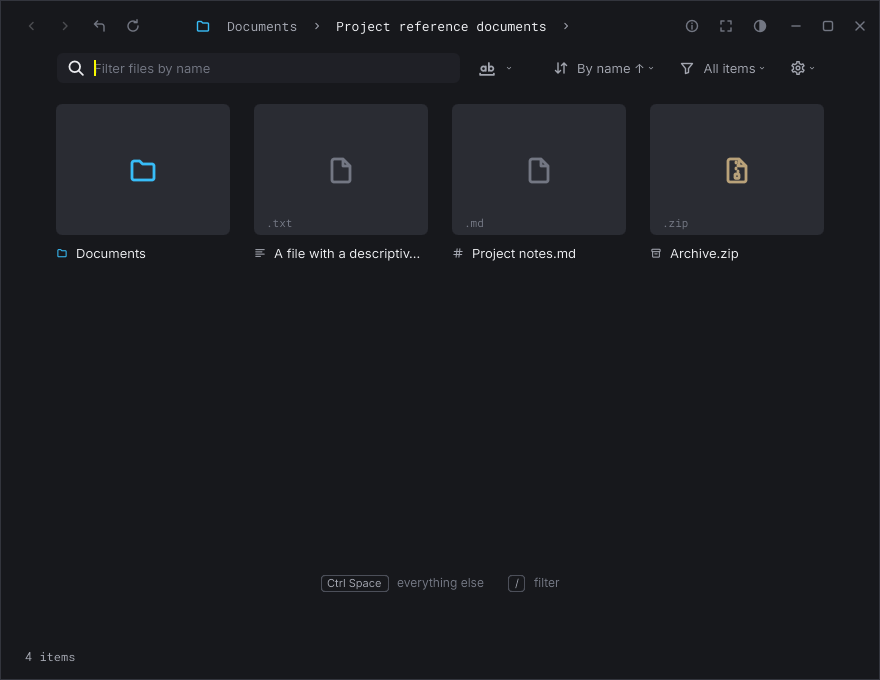 Documents › Project reference documents ›
Filter files by name ab By name ↑ All items
.txt .md .zip
Documents A file with a descriptiv... Project notes.md Archive.zip
Ctrl Space everything else / filter
4 items